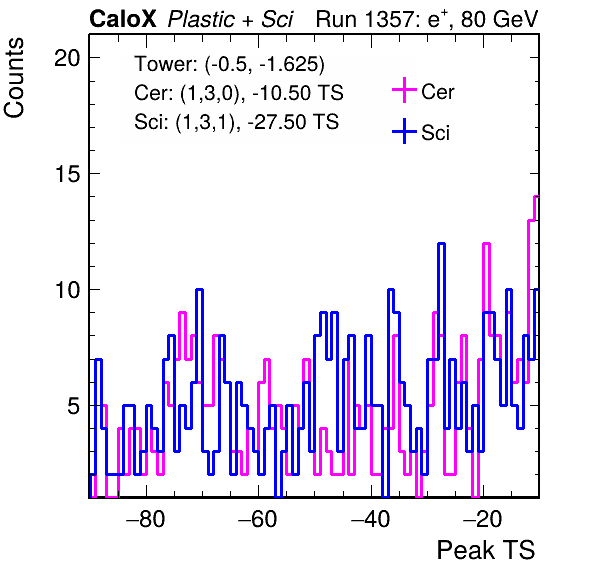 CaloX Plastic + Sci Run 1357: e⁺, 80 GeV
Counts
20
15
10
5
Tower: (-0.5, -1.625)
Cer: (1,3,0), -10.50 TS
Sci: (1,3,1), -27.50 TS
Cer
Sci
−80 −60 −40 −20
Peak TS